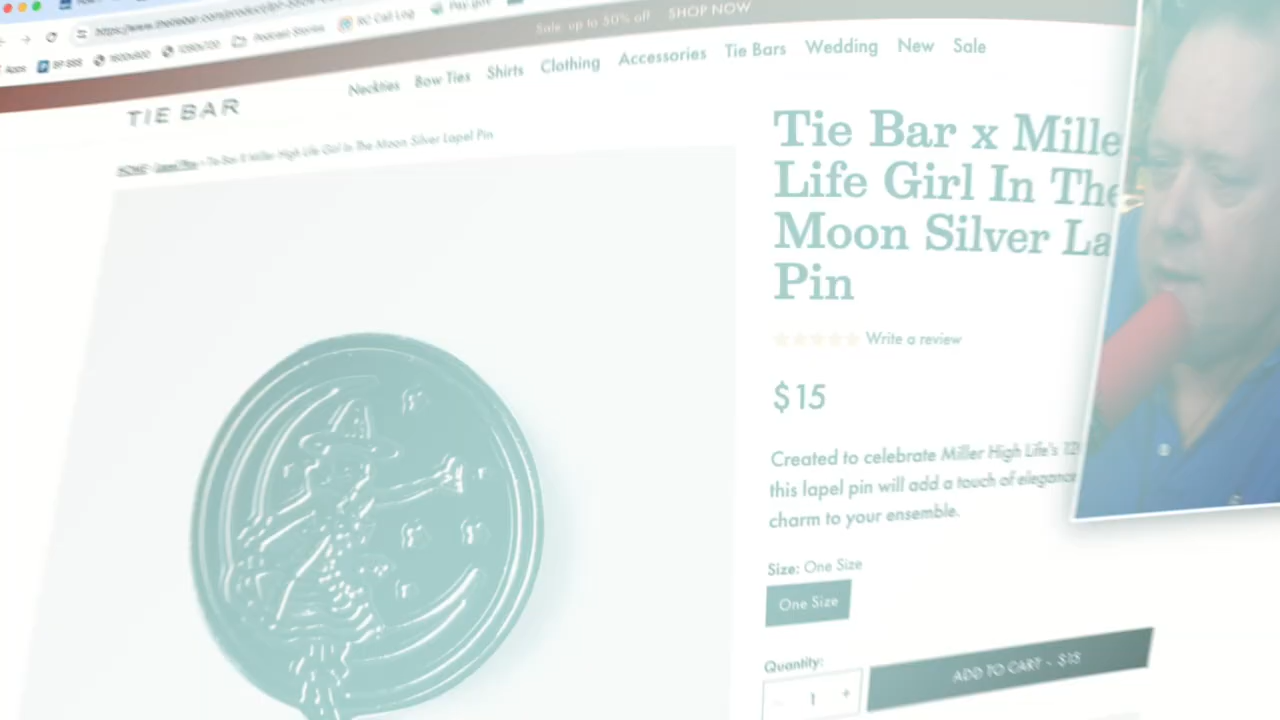 Sale: up to 50% off SHOP NOW
Neckties Bow Ties Shirts Clothing Accessories Tie Bars Wedding New Sale
TIE BAR
HOME Tie Bar X Miller High Life Girl In The Moon Silver Lapel Pin
Tie Bar x Mille
Life Girl In The
Moon Silver La
Pin
Write a review
$15
Created to celebrate Miller High Life's 12
this lapel pin will add a touch of elegance
charm to your ensemble.
Size: One Size
One Size
Quantity:
- 1 +
ADD TO CART - $15